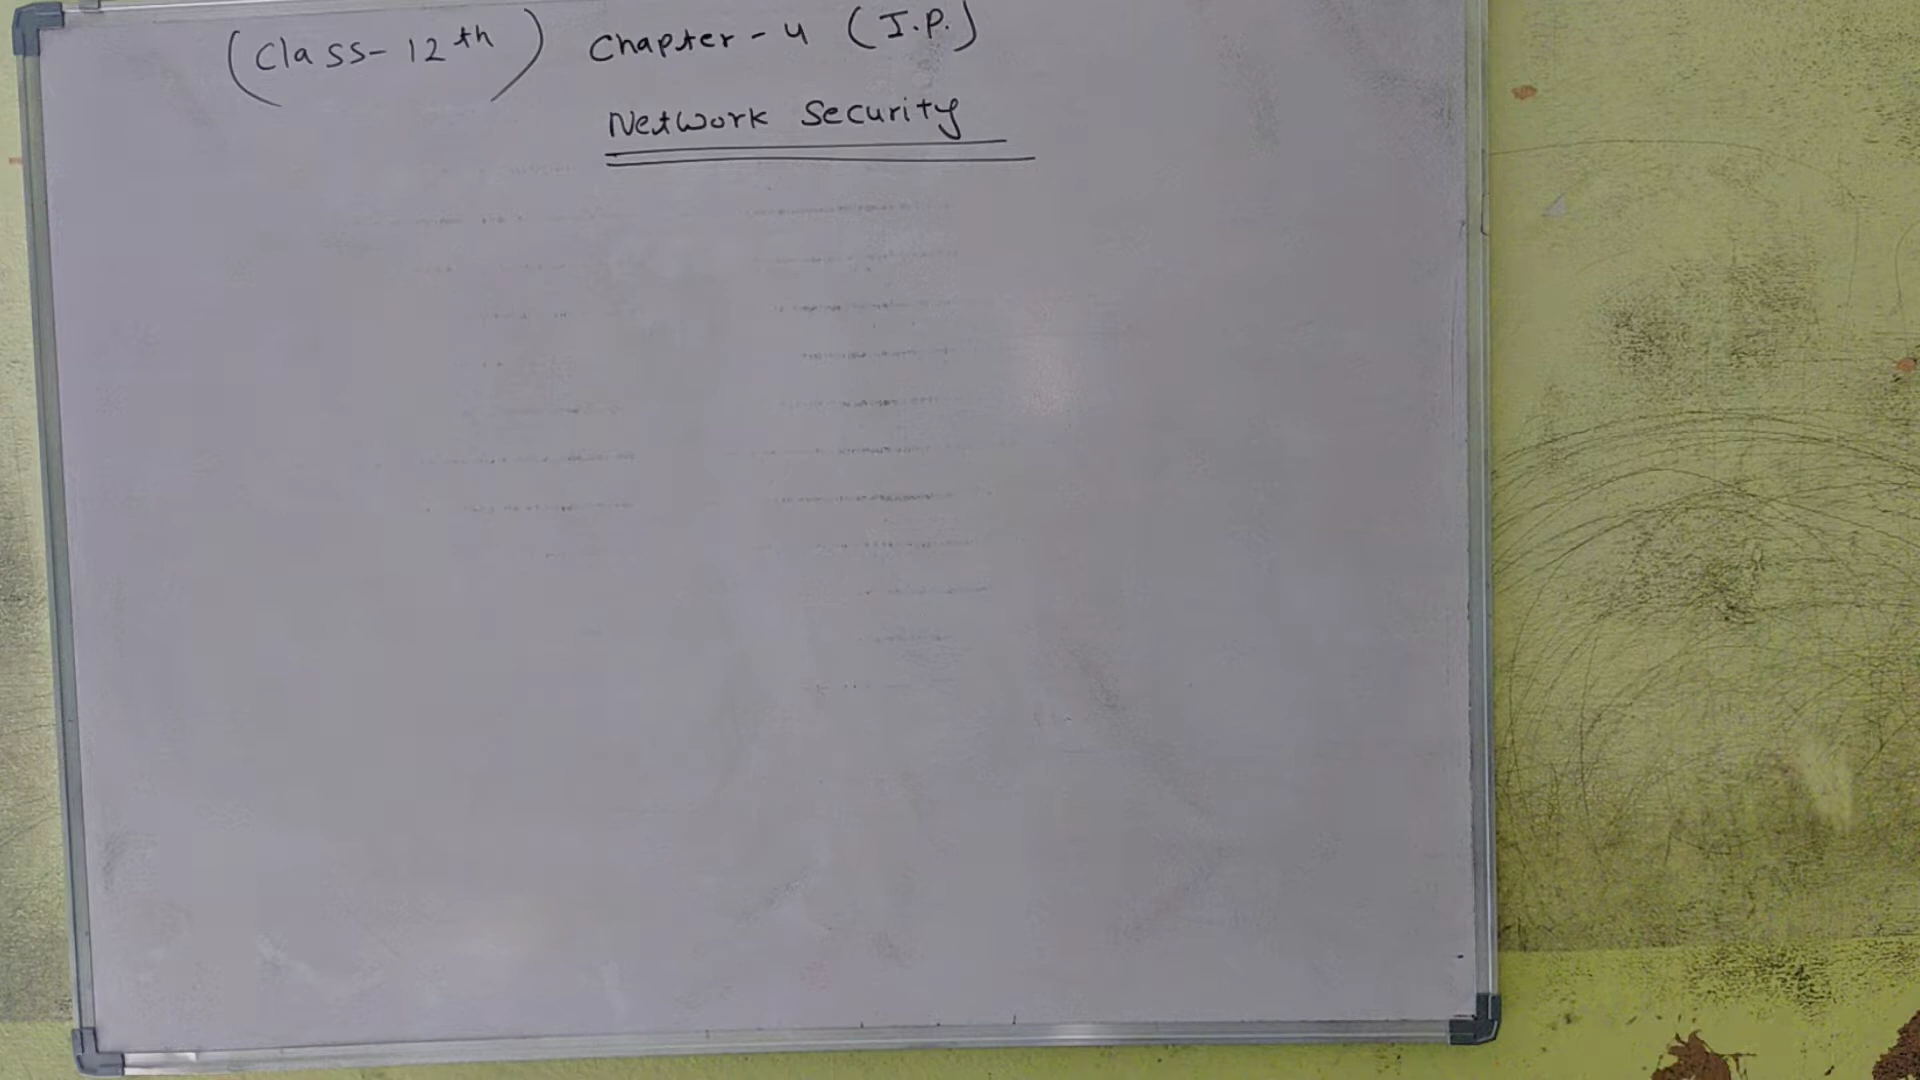 (Class-12th) Chapter-4 (I.P.)
Network Security